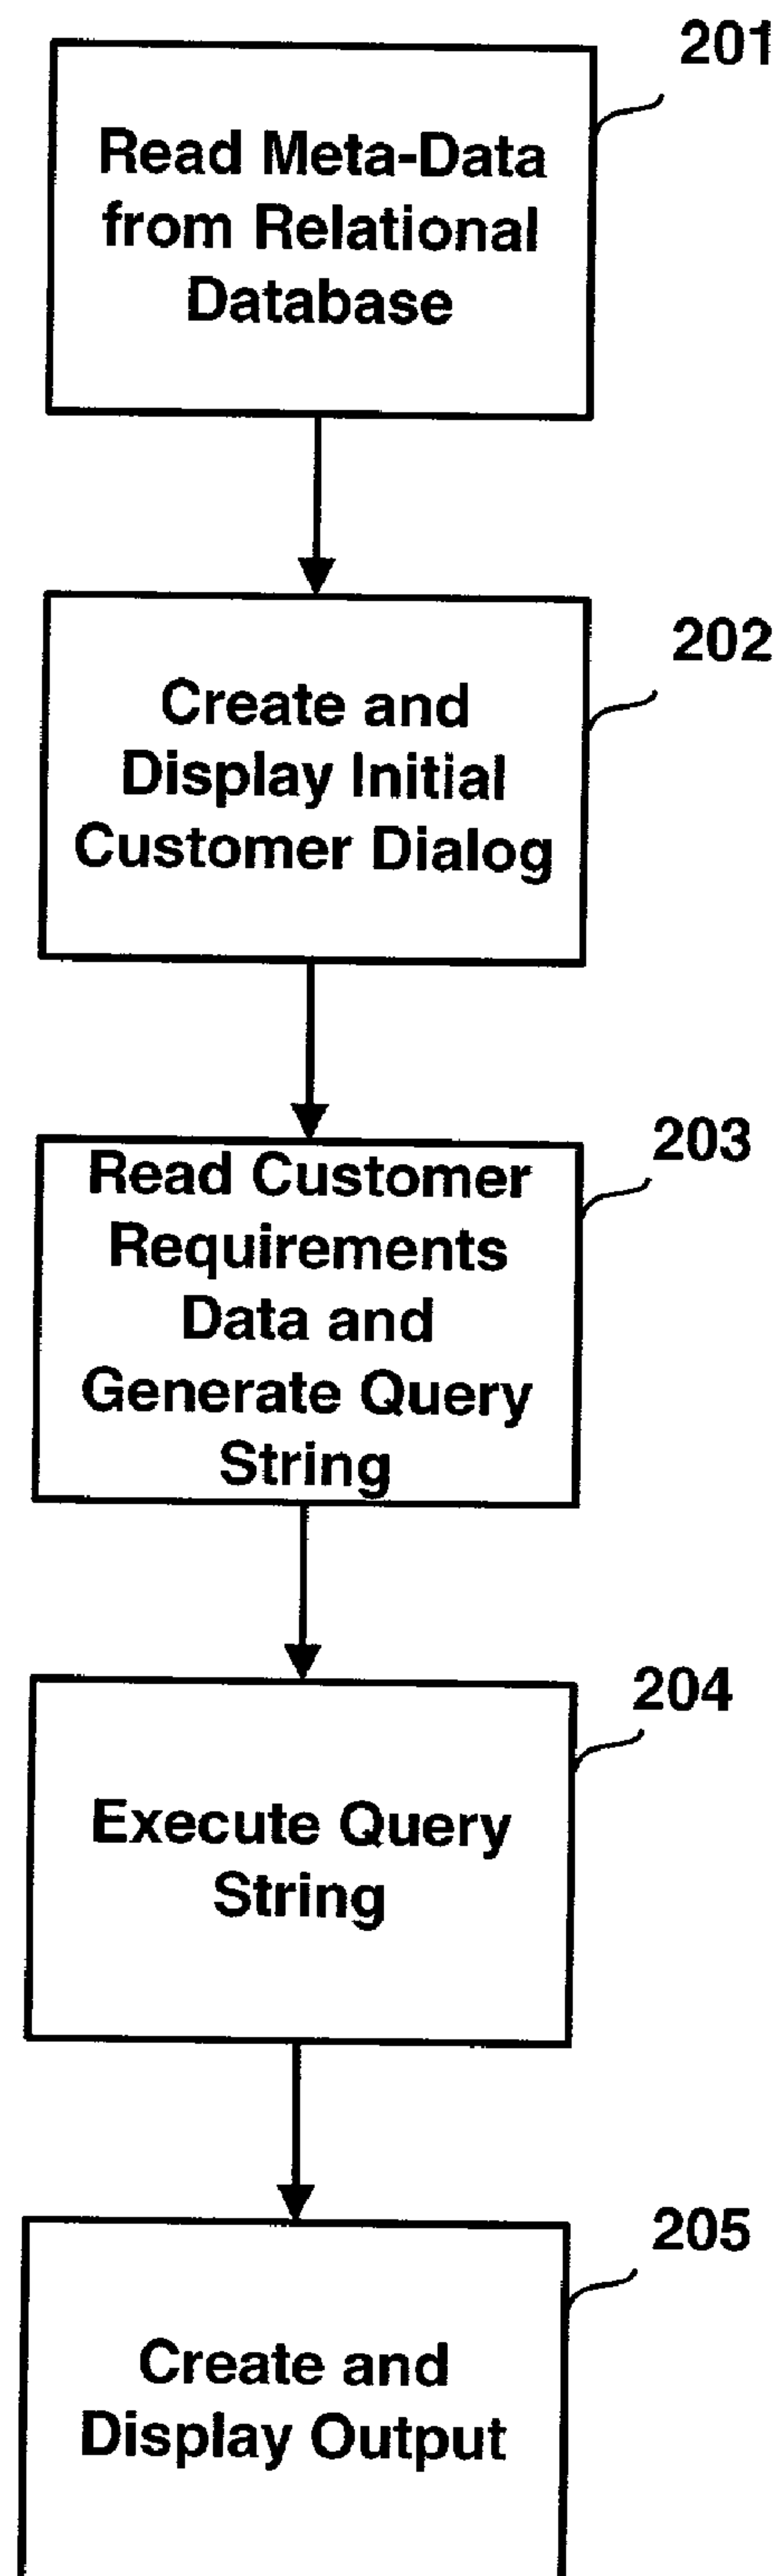 201
Read Meta-Data
from Relational
Database
202
Create and
Display Initial
Customer Dialog
203
Read Customer
Requirements
Data and
Generate Query
String
204
Execute Query
String
205
Create and
Display Output